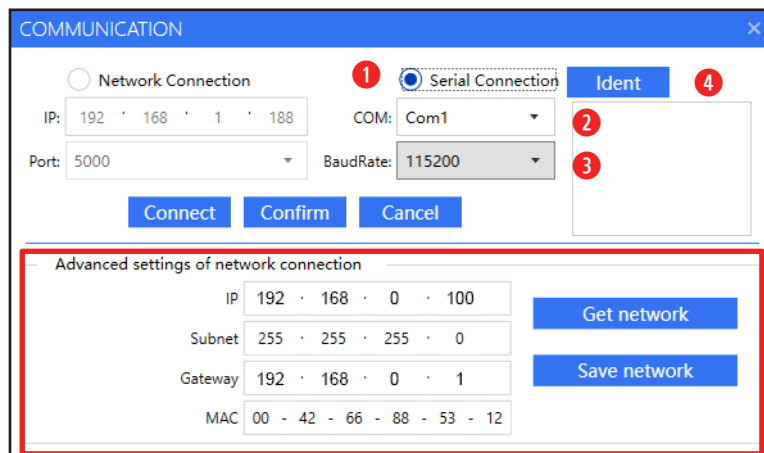 COMMUNICATION ×
Network Connection 1 Serial Connection Ident 4
IP: 192 · 168 · 1 · 188 COM: Com1 2
Port: 5000 BaudRate: 115200 3
Connect Confirm Cancel
Advanced settings of network connection
IP 192 · 168 · 0 · 100 Get network
Subnet 255 · 255 · 255 · 0
Gateway 192 · 168 · 0 · 1 Save network
MAC 00 - 42 - 66 - 88 - 53 - 12